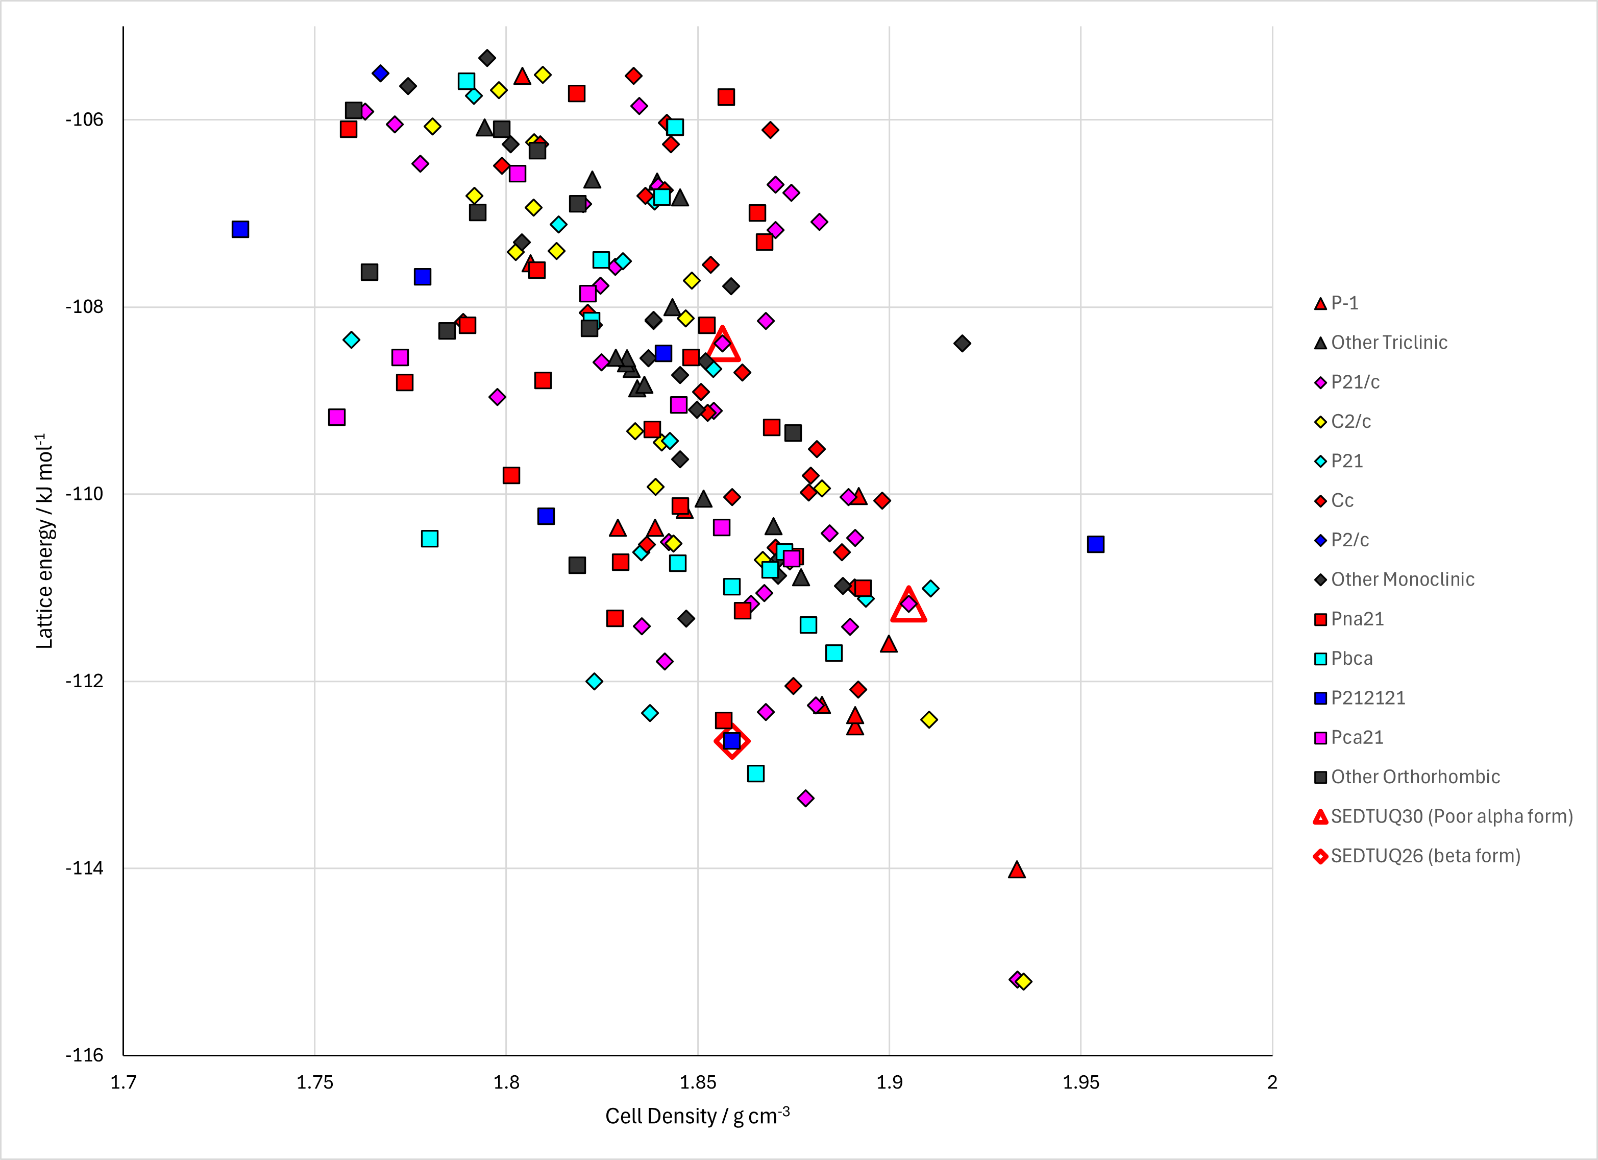 -106
-108
-110
-112
-114
-116
Lattice energy / kJ mol-1
1.7 1.75 1.8 1.85 1.9 1.95 2
Cell Density / g cm-3
P-1
Other Triclinic
P21/c
C2/c
P21
Cc
P2/c
Other Monoclinic
Pna21
Pbca
P212121
Pca21
Other Orthorhombic
SEDTUQ30 (Poor alpha form)
SEDTUQ26 (beta form)